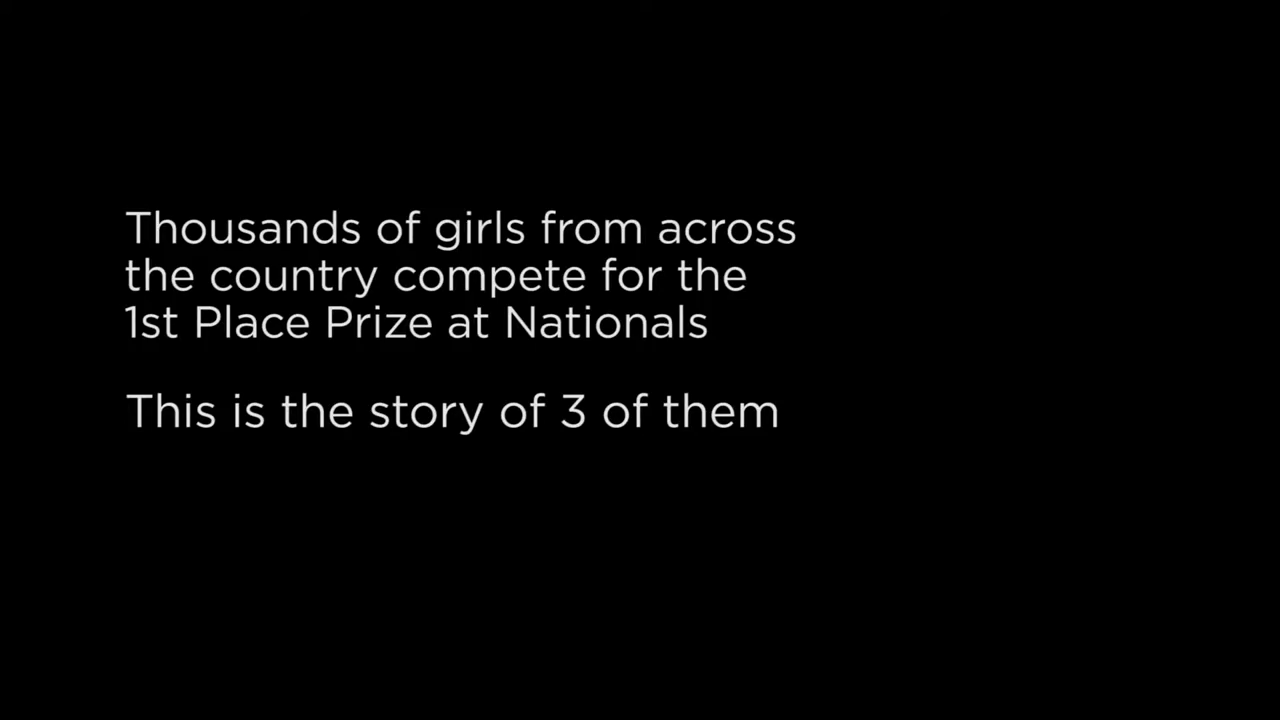 Thousands of girls from across
the country compete for the
1st Place Prize at Nationals
This is the story of 3 of them